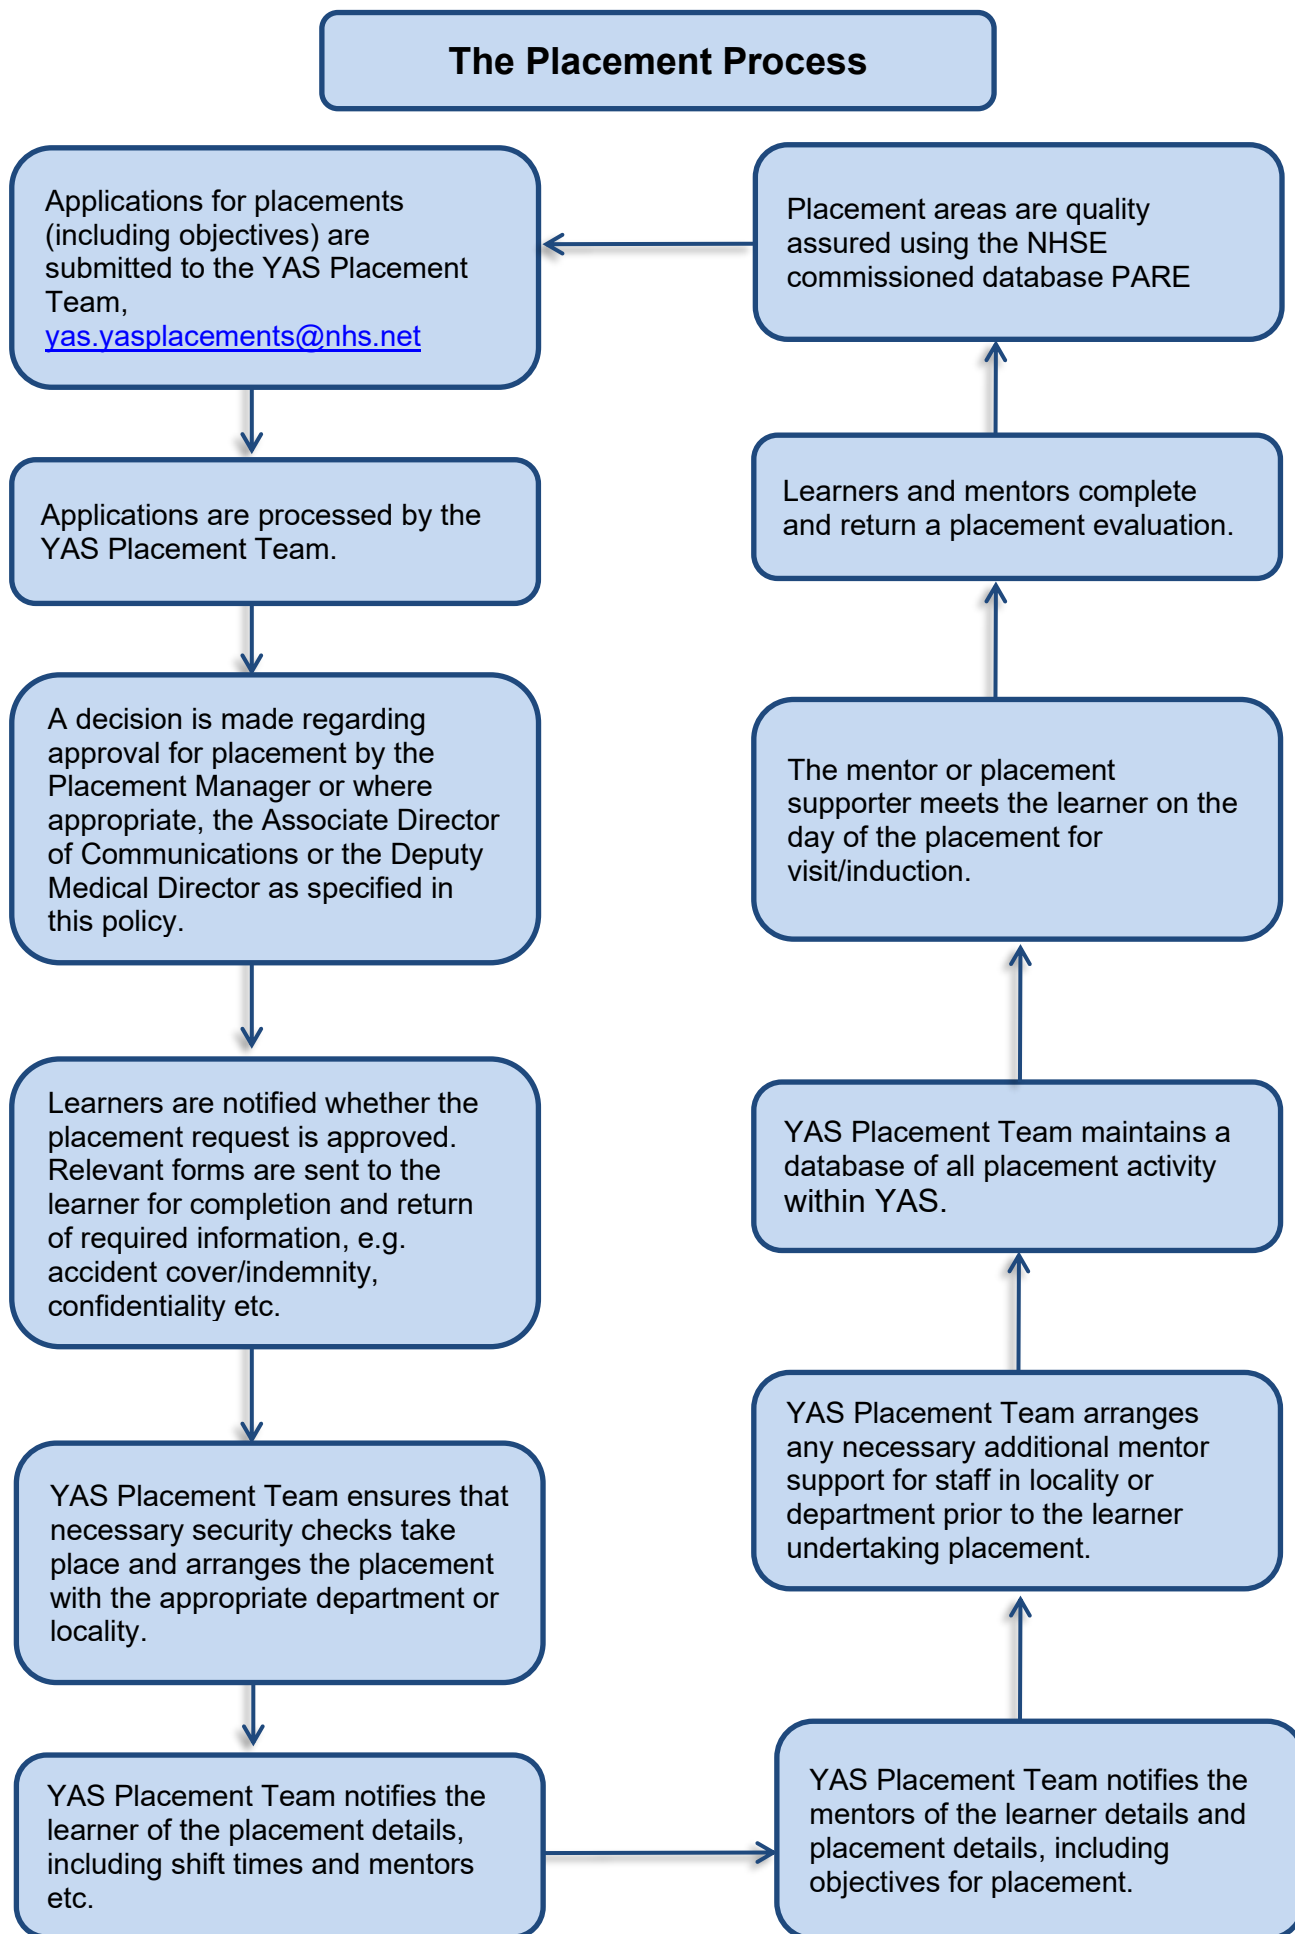 The Placement Process
Applications for placements
(including objectives) are
submitted to the YAS Placement
Team,
yas.yasplacements@nhs.net
Applications are processed by the
YAS Placement Team.
A decision is made regarding
approval for placement by the
Placement Manager or where
appropriate, the Associate Director
of Communications or the Deputy
Medical Director as specified in
this policy.
Learners are notified whether the
placement request is approved.
Relevant forms are sent to the
learner for completion and return
of required information, e.g.
accident cover/indemnity,
confidentiality etc.
YAS Placement Team ensures that
necessary security checks take
place and arranges the placement
with the appropriate department or
locality.
YAS Placement Team notifies the
learner of the placement details,
including shift times and mentors
etc.
YAS Placement Team notifies the
mentors of the learner details and
placement details, including
objectives for placement.
YAS Placement Team arranges
any necessary additional mentor
support for staff in locality or
department prior to the learner
undertaking placement.
YAS Placement Team maintains a
database of all placement activity
within YAS.
The mentor or placement
supporter meets the learner on the
day of the placement for
visit/induction.
Learners and mentors complete
and return a placement evaluation.
Placement areas are quality
assured using the NHSE
commissioned database PARE